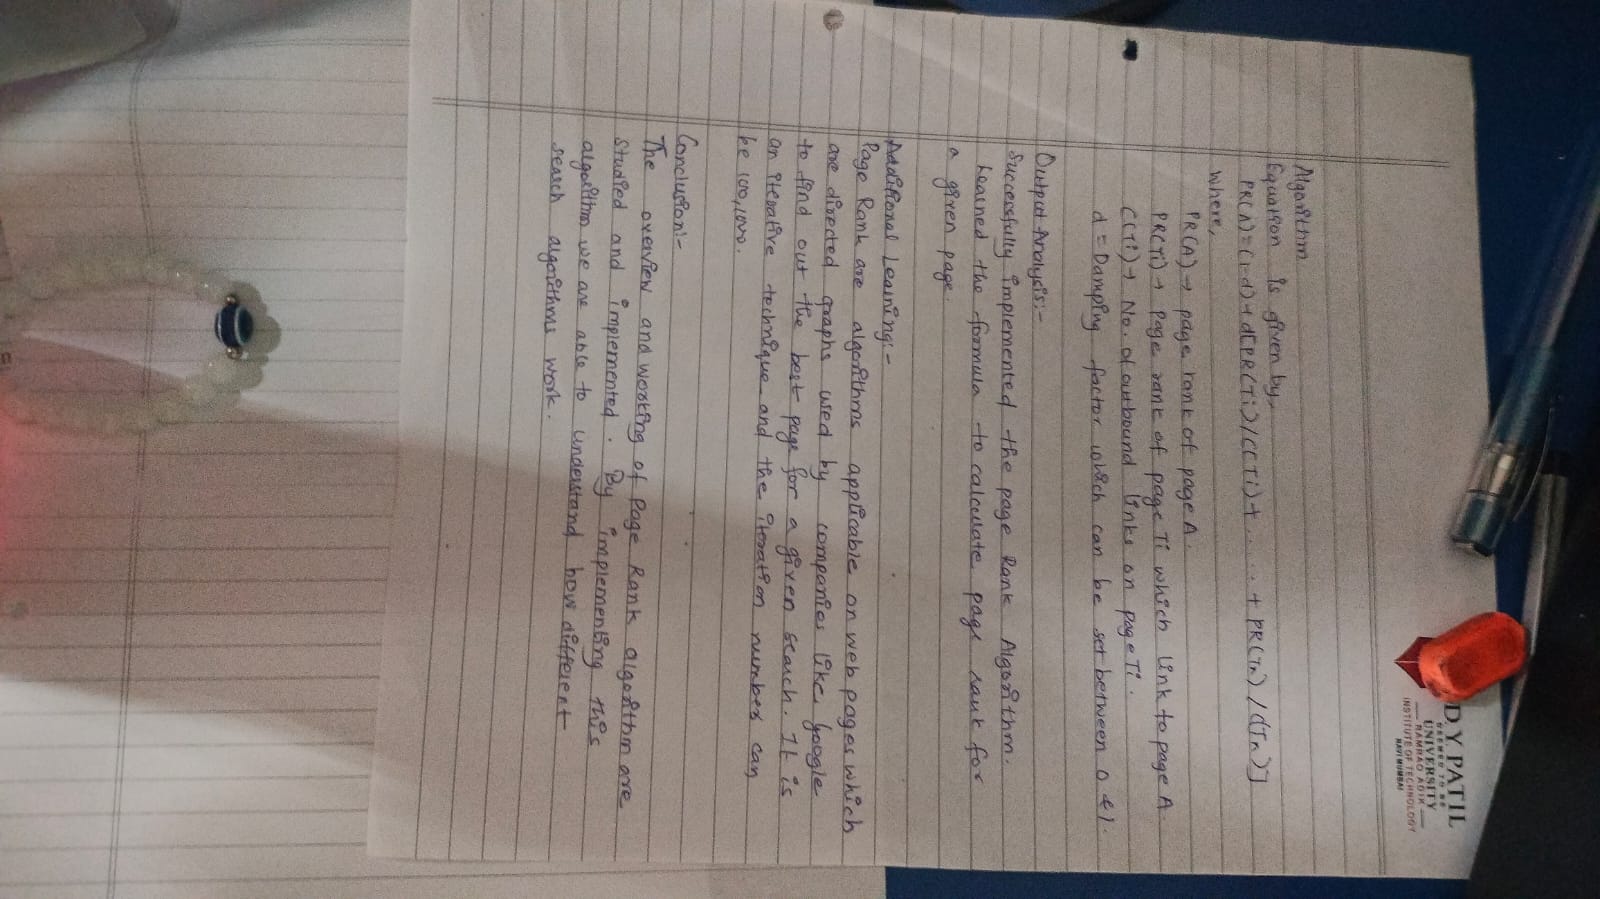 D.Y. PATIL
DEEMED TO BE
UNIVERSITY
RAMRAO ADIK
INSTITUTE OF TECHNOLOGY
NAVI MUMBAI
Algorithm
Equation is given by,
PR(A)=(1-d)+d[PR(Ti)/C(Ti)+ ...... + PR(Tn) / C(Tn)]
where,
PR(A) → page rank of page A.
PR(Ti) → Page rank of page Ti which link to page A.
C(Ti) → No. of outbound links on page Ti.
d = Damping factor which can be set between 0 & 1.
Output Analysis:-
Successfully implemented the page Rank Algorithm.
Learned the formula to calculate page rank for
a given page.
Additional Learning:-
Page Rank are algorithms applicable on web pages which
are directed graphs used by companies like google
to find out the best page for a given search. It is
an iterative technique and the iteration number can
be 100,1000.
Conclusion:-
The overview and working of Page Rank algorithm are
studied and implemented. By implementing this
algorithm we are able to understand how different
search algorithms work.